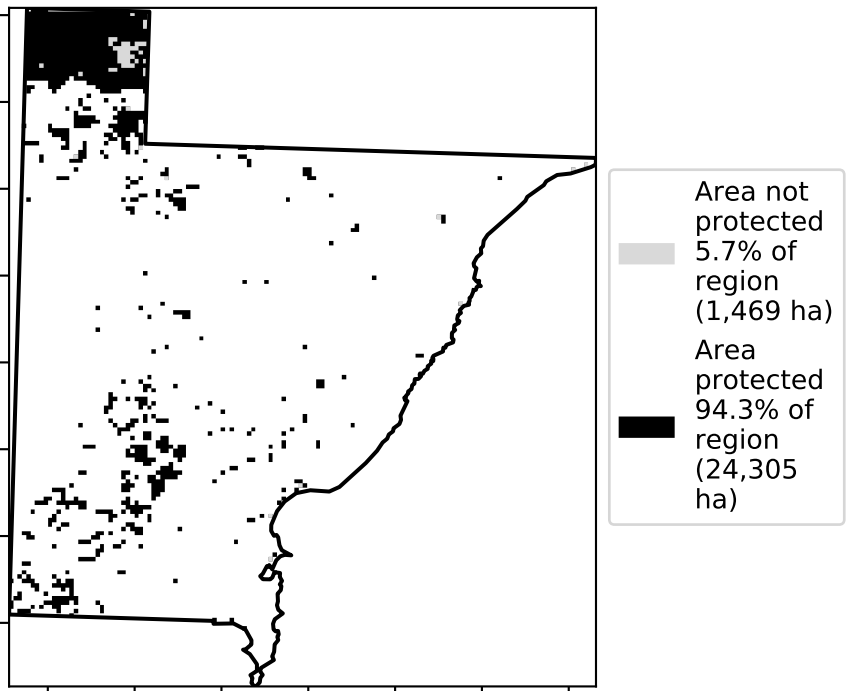 Area not
protected
5.7% of
region
(1,469 ha)
Area
protected
94.3% of
region
(24,305
ha)